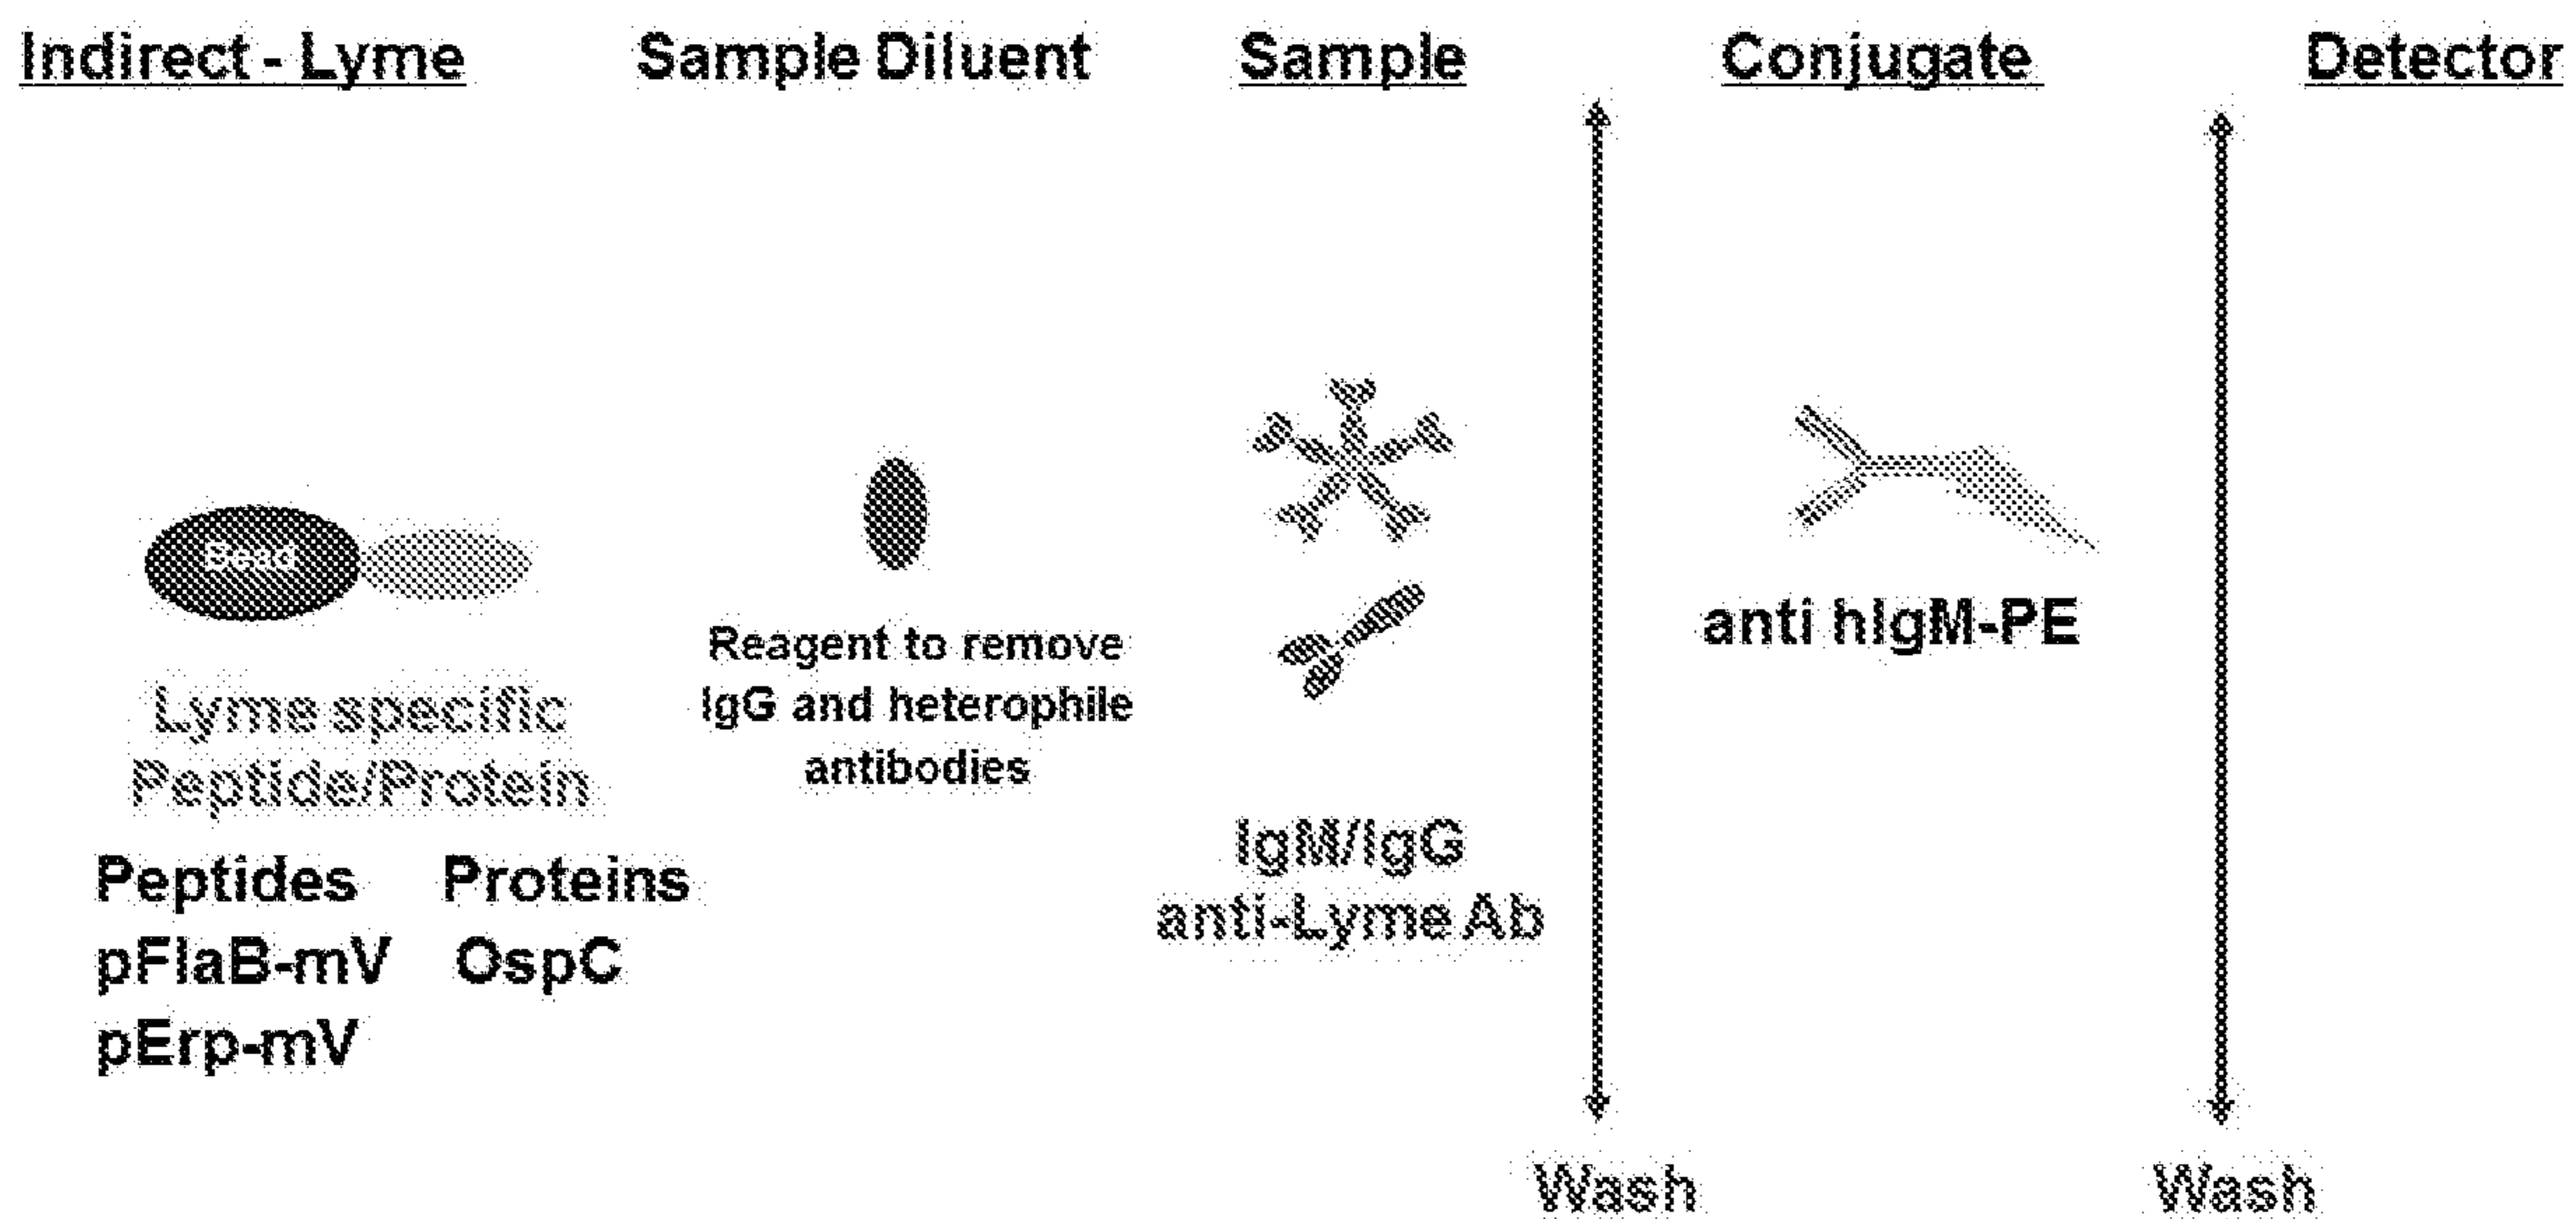 Indirect - Lyme
Sample Diluent
Sample
Conjugate
Detector
Bead
Lyme specific
Peptide/Protein
Peptides Proteins
pFlaB-mV OspC
pErp-mV
Reagent to remove
IgG and heterophile
antibodies
IgM/IgG
anti-Lyme Ab
anti hIgM-PE
Wash
Wash